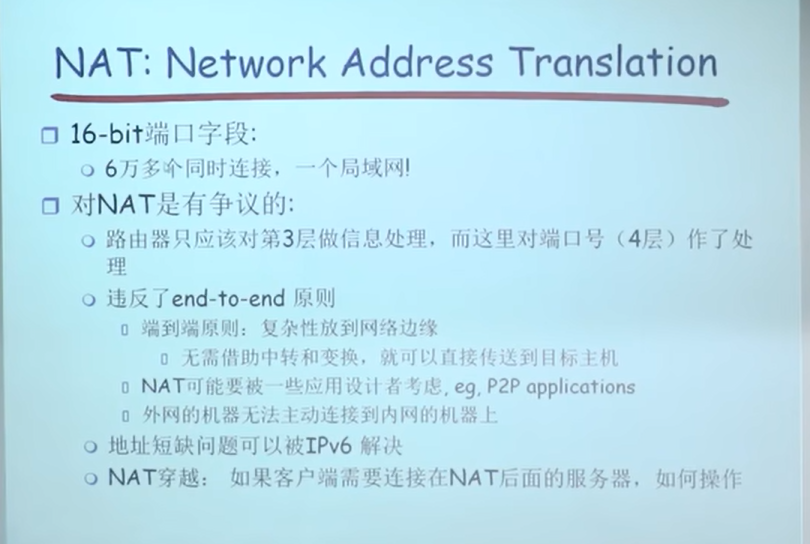 NAT: Network Address Translation
16-bit端口字段:
6万多个同时连接，一个局域网!
对NAT是有争议的:
路由器只应该对第3层做信息处理，而这里对端口号（4层）作了处
理
违反了end-to-end 原则
端到端原则：复杂性放到网络边缘
无需借助中转和变换，就可以直接传送到目标主机
NAT可能要被一些应用设计者考虑, eg, P2P applications
外网的机器无法主动连接到内网的机器上
地址短缺问题可以被IPv6 解决
NAT穿越： 如果客户端需要连接在NAT后面的服务器，如何操作